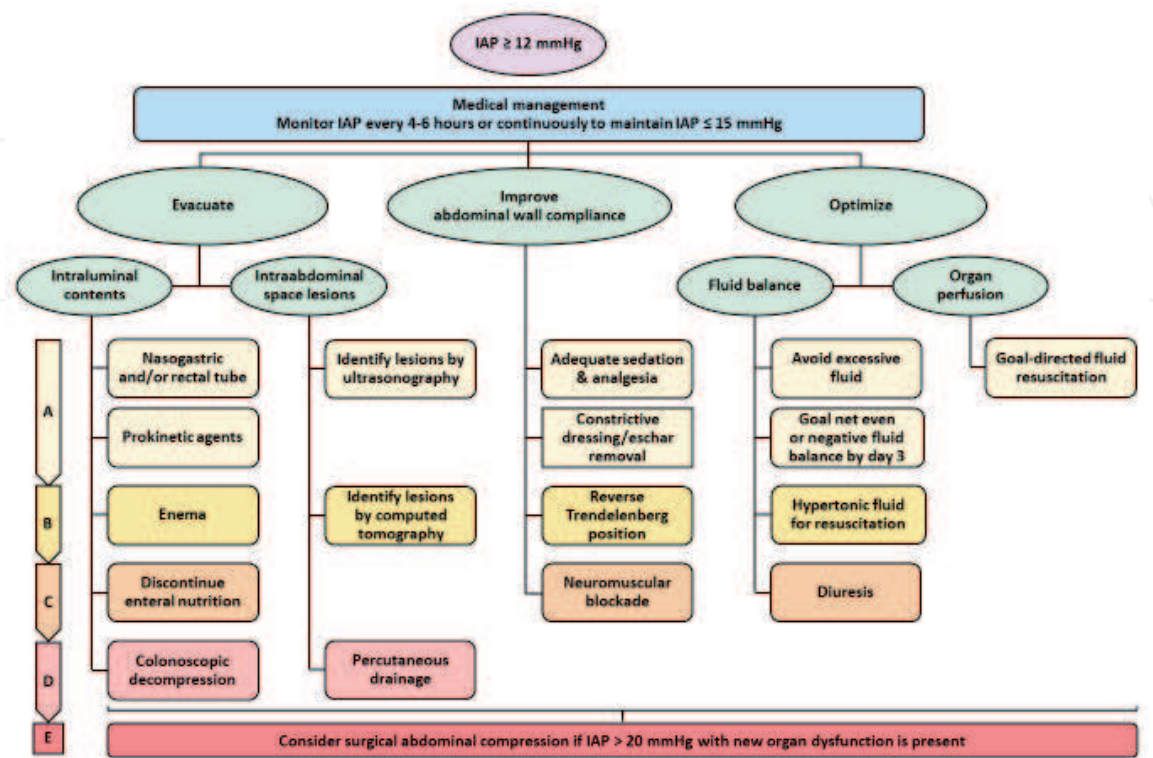 IAP ≥ 12 mmHg
Medical management
Monitor IAP every 4-6 hours or continuously to maintain IAP ≤ 15 mmHg
Evacuate
Improve
abdominal wall compliance
Optimize
Intraluminal
contents
Intraabdominal
space lesions
Fluid balance
Organ
perfusion
A
Nasogastric
and/or rectal tube
Identify lesions by
ultrasonography
Adequate sedation
& analgesia
Avoid excessive
fluid
Goal-directed fluid
resuscitation
Prokinetic agents
Constrictive
dressing/eschar
removal
Goal net even
or negative fluid
balance by day 3
B
Enema
Identify lesions
by computed
tomography
Reverse
Trendelenberg
position
Hypertonic fluid
for resuscitation
C
Discontinue
enteral nutrition
Neuromuscular
blockade
Diuresis
D
Colonoscopic
decompression
Percutaneous
drainage
E
Consider surgical abdominal compression if IAP > 20 mmHg with new organ dysfunction is present